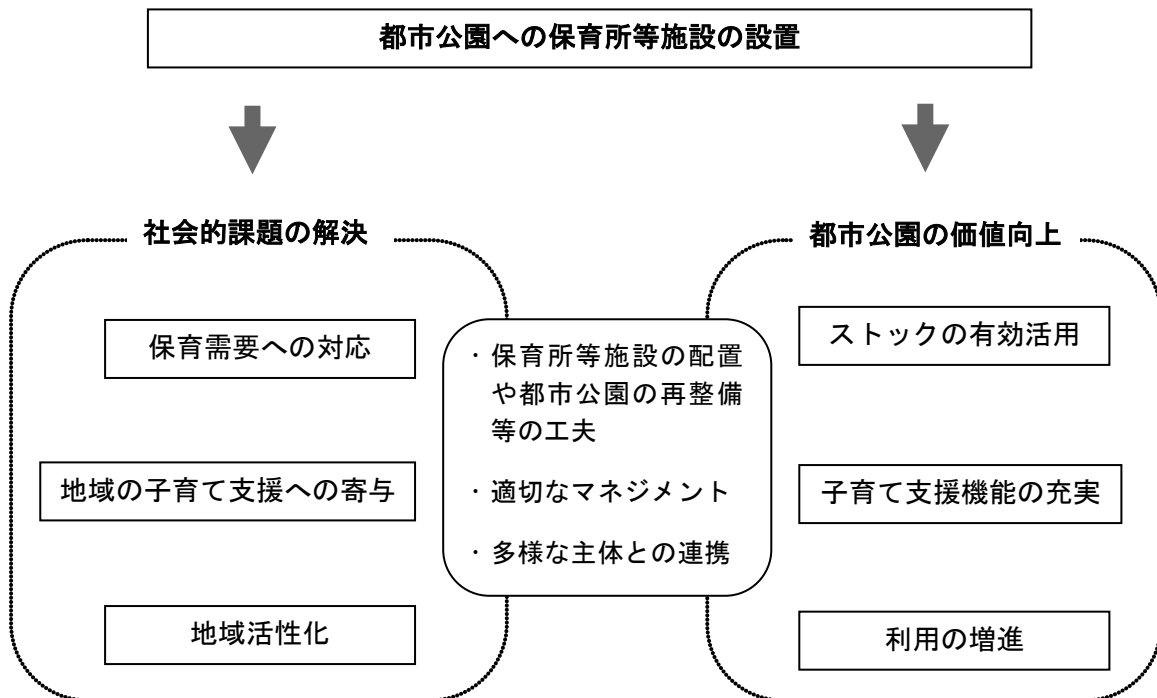 都市公園への保育所等施設の設置
社会的課題の解決
保育需要への対応
地域の子育て支援への寄与
地域活性化
・保育所等施設の配置
や都市公園の再整備
等の工夫
・適切なマネジメント
・多様な主体との連携
都市公園の価値向上
ストックの有効活用
子育て支援機能の充実
利用の増進